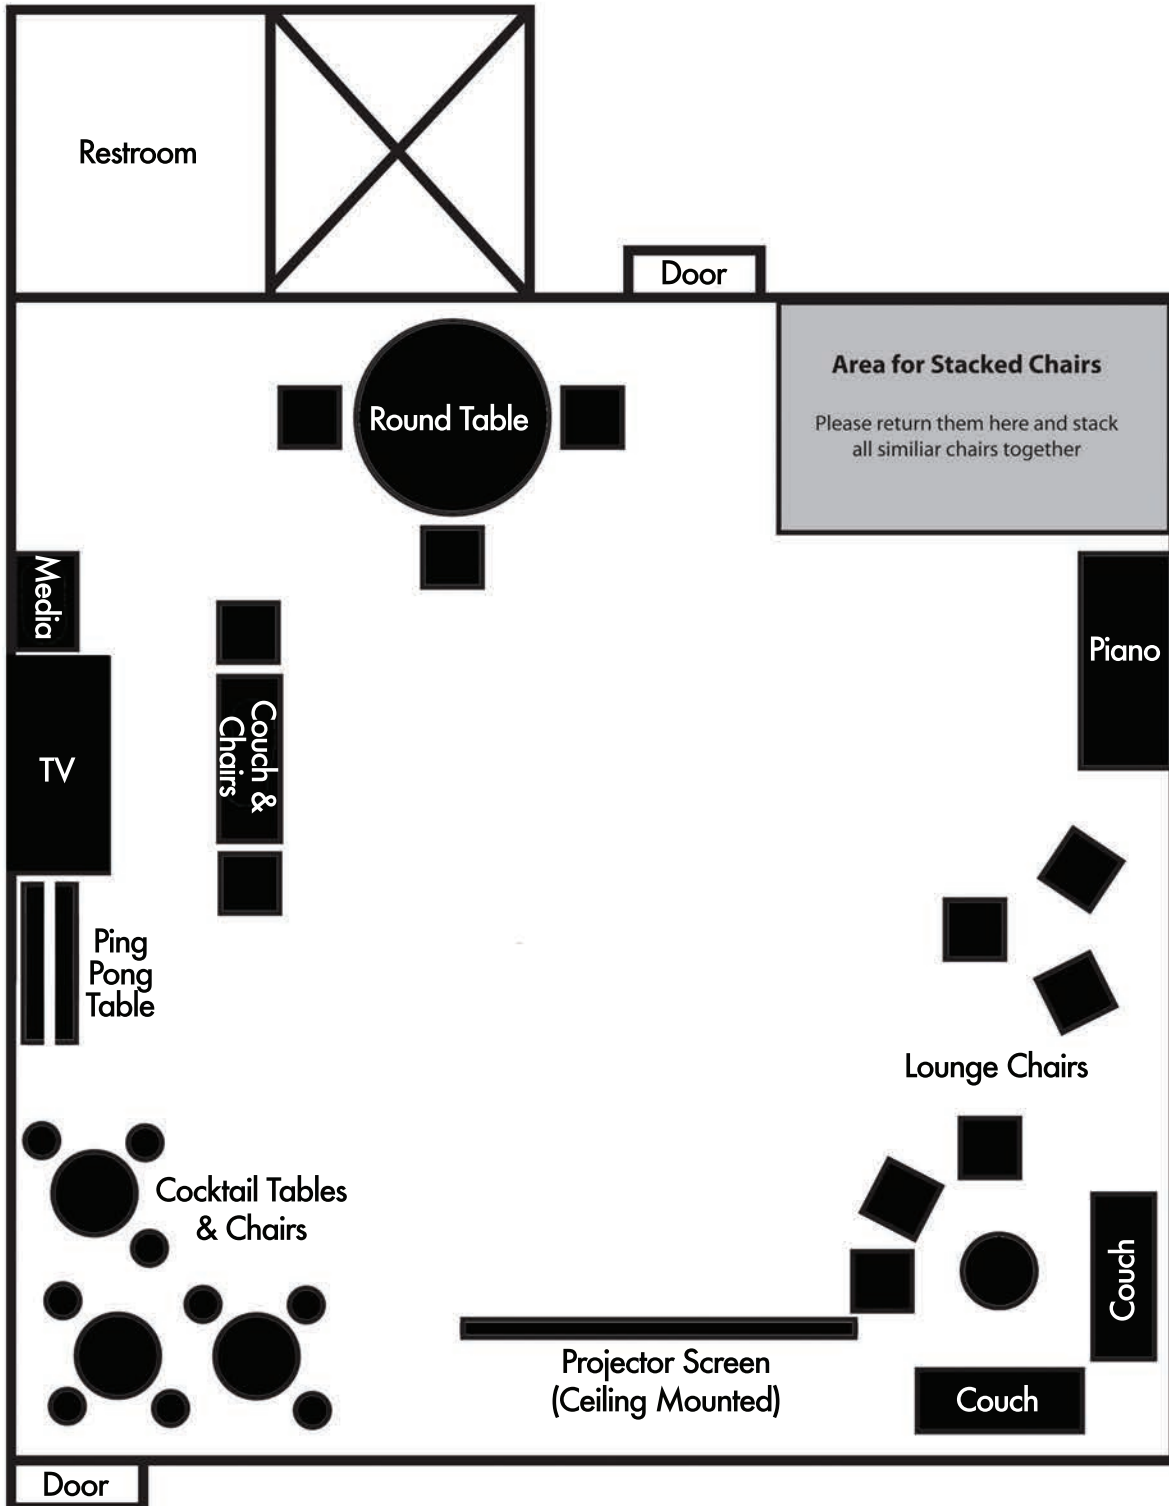 Restroom
Door
Area for Stacked Chairs
Please return them here and stack
all similiar chairs together
Round Table
Media
Piano
Couch &
Chairs
TV
Ping
Pong
Table
Lounge Chairs
Cocktail Tables
& Chairs
Couch
Projector Screen
(Ceiling Mounted)
Couch
Door